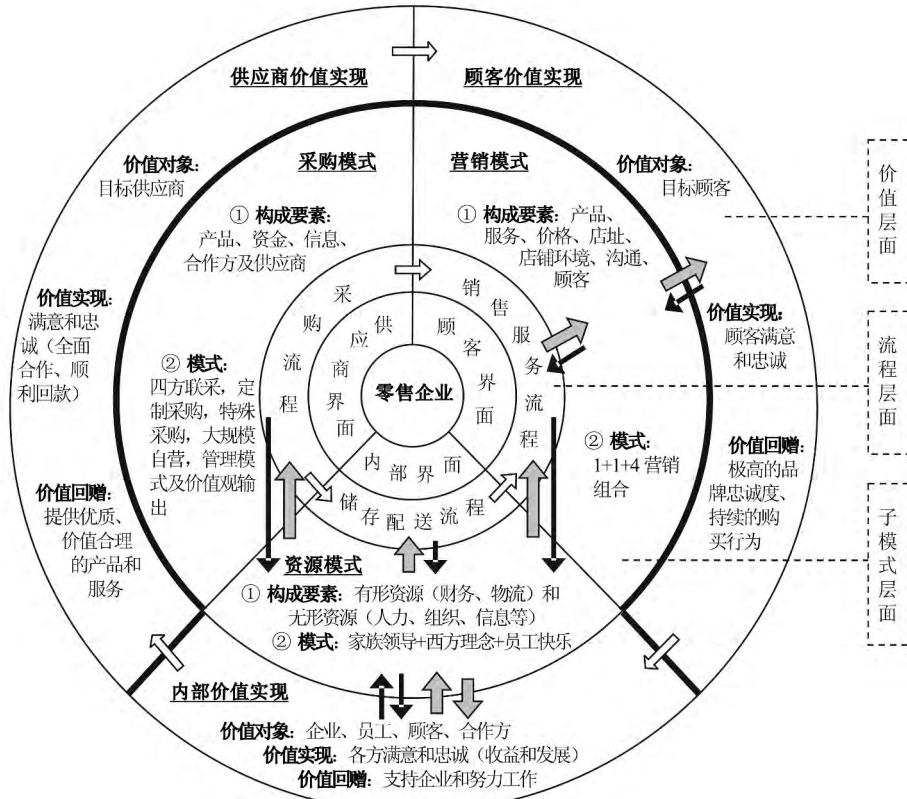 供应商价值实现
顾客价值实现
价值对象:
目标供应商
采购模式
① 构成要素:
产品、资金、信息、
合作方及供应商
营销模式
① 构成要素: 产品、
服务、价格、店址、
店铺环境、沟通、
顾客
价值对象:
目标顾客
价值层面
价值实现:
满意和忠
诚（全面
合作、顺
利回款）
② 模式:
四方联采，定
制采购，特殊
采购，大规模
自营，管理模
式及价值观输
出
采购流程
供应商界面
零售企业
顾客界面
销售服务流程
内部界面
储存配送流程
价值实现:
顾客满意
和忠诚
流程层面
② 模式:
1+1+4 营销
组合
价值回赠:
提供优质、
价值合理
的产品和
服务
价值回赠:
极高的品
牌忠诚度、
持续的购
买行为
子模式层面
资源模式
① 构成要素: 有形资源（财务、物流）和
无形资源（人力、组织、信息等）
② 模式: 家族领导+西方理念+员工快乐
内部价值实现
价值对象: 企业、员工、顾客、合作方
价值实现: 各方满意和忠诚（收益和发展）
价值回赠: 支持企业和努力工作